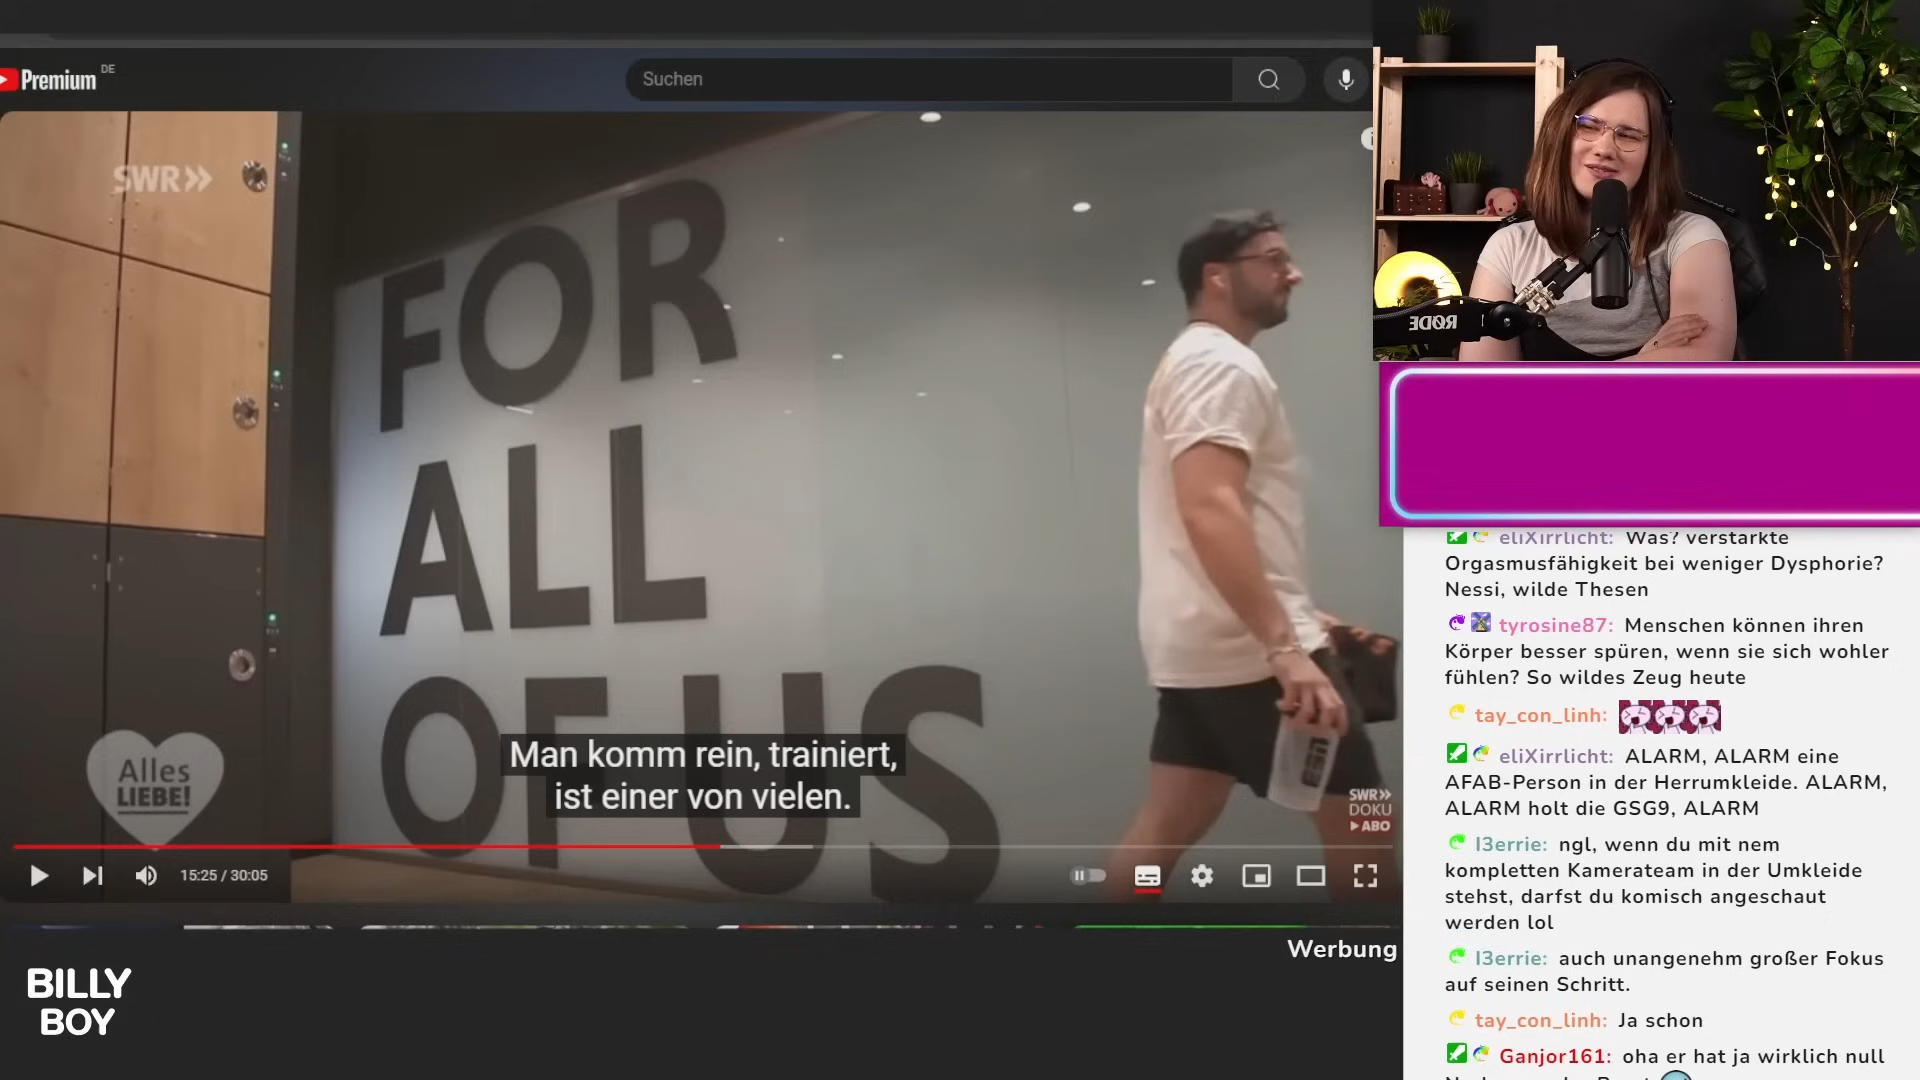 Premium DE
Suchen
SWR»
FOR
ALL
OF US
Alles
LIEBE!
Man komm rein, trainiert,
ist einer von vielen.
SWR»
DOKU
ABO
15:25 / 30:05
Werbung
BILLY
BOY
RØDE
eliXirrlicht: Was? verstärkte
Orgasmusfähigkeit bei weniger Dysphorie?
Nessi, wilde Thesen
tyrosine87: Menschen können ihren
Körper besser spüren, wenn sie sich wohler
fühlen? So wildes Zeug heute
tay_con_linh:
eliXirrlicht: ALARM, ALARM eine
AFAB-Person in der Herrumkleide. ALARM,
ALARM holt die GSG9, ALARM
l3errie: ngl, wenn du mit nem
kompletten Kamerateam in der Umkleide
stehst, darfst du komisch angeschaut
werden lol
l3errie: auch unangenehm großer Fokus
auf seinen Schritt.
tay_con_linh: Ja schon
Ganjor161: oha er hat ja wirklich null